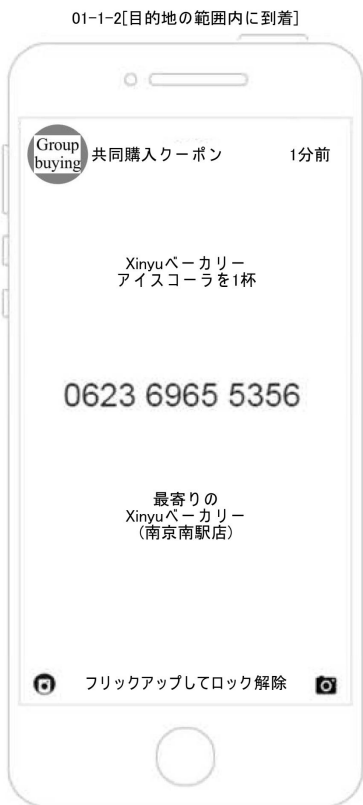 01-1-2[目的地の範囲内に到着]
Group
buying
共同購入クーポン 1分前
Xinyuベーカリー
アイスコーラを1杯
0623 6965 5356
最寄りの
Xinyuベーカリー
(南京南駅店)
フリックアップしてロック解除